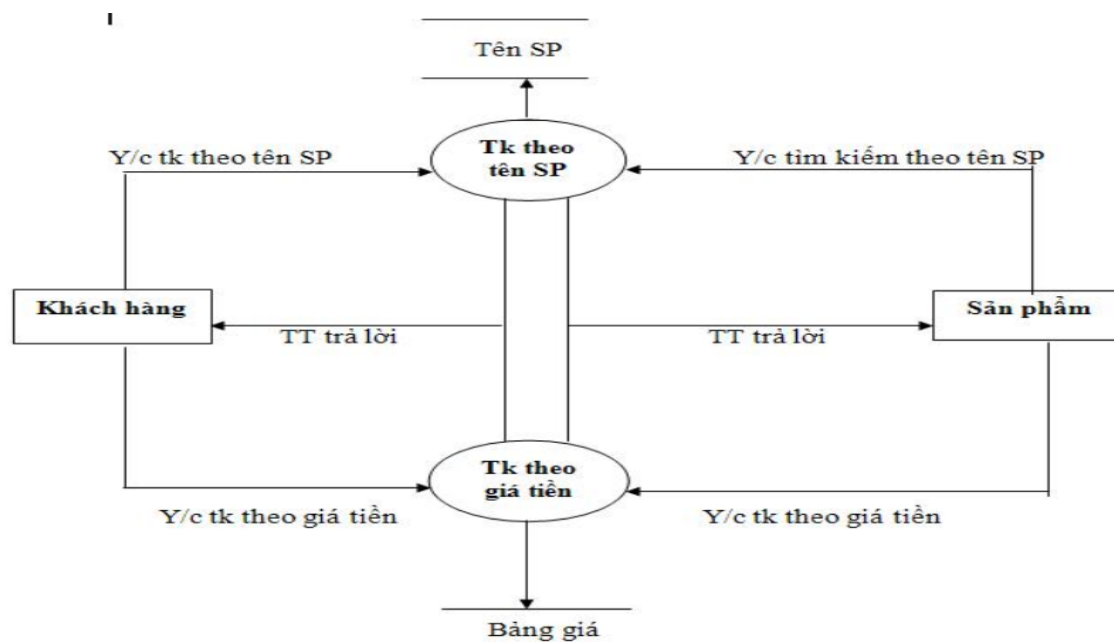 Tên SP
Tk theo
tên SP
Y/c tk theo tên SP
Y/c tìm kiếm theo tên SP
Khách hàng
Sản phẩm
TT trả lời
TT trả lời
Tk theo
giá tiền
Y/c tk theo giá tiền
Y/c tk theo giá tiền
Bảng giá